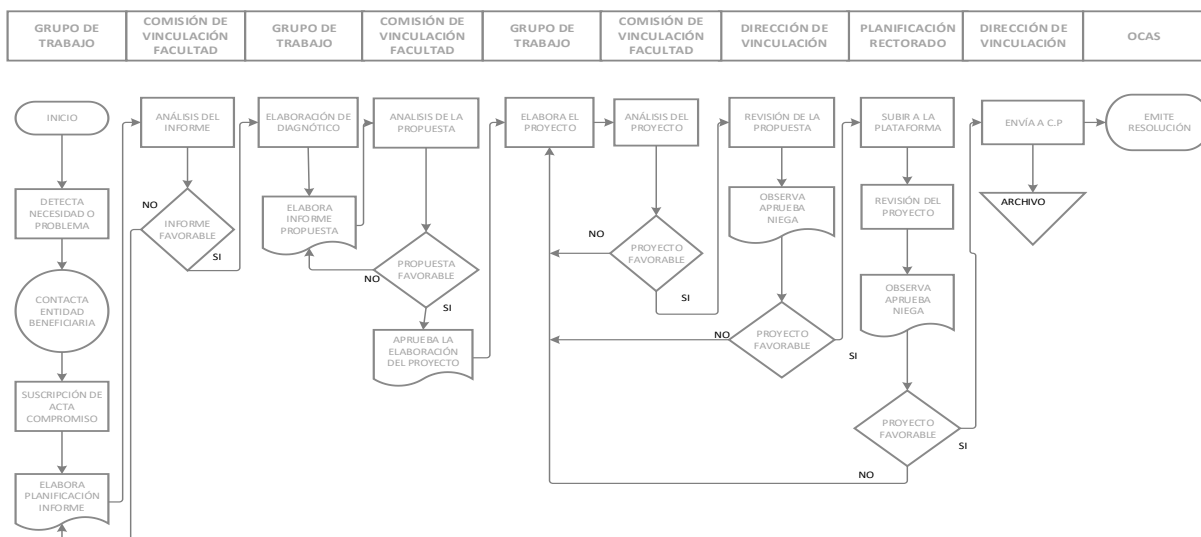 GRUPO DE
TRABAJO
COMISIÓN DE
VINCULACIÓN
FACULTAD
GRUPO DE
TRABAJO
COMISIÓN DE
VINCULACIÓN
FACULTAD
GRUPO DE
TRABAJO
COMISIÓN DE
VINCULACIÓN
FACULTAD
DIRECCIÓN DE
VINCULACIÓN
PLANIFICACIÓN
RECTORADO
DIRECCIÓN DE
VINCULACIÓN
OCAS
INICIO
DETECTA
NECESIDAD O
PROBLEMA
CONTACTA
ENTIDAD
BENEFICIARIA
SUSCRIPCIÓN DE
ACTA
COMPROMISO
ELABORA
PLANIFICACIÓN
INFORME
ANÁLISIS DEL
INFORME
NO
INFORME
FAVORABLE
SI
ELABORACIÓN DE
DIAGNÓTICO
ELABORA
INFORME
PROPUESTA
ANALISIS DE LA
PROPUESTA
PROPUESTA
FAVORABLE
NO
SI
APRUEBA LA
ELABORACIÓN
DEL PROYECTO
ELABORA EL
PROYECTO
ANÁLISIS DEL
PROYECTO
NO
PROYECTO
FAVORABLE
SI
REVISIÓN DE LA
PROPUESTA
OBSERVA
APRUEBA
NIEGA
NO
PROYECTO
FAVORABLE
SI
SUBIR A LA
PLATAFORMA
REVISIÓN DEL
PROYECTO
OBSERVA
APRUEBA
NIEGA
PROYECTO
FAVORABLE
SI
NO
ENVÍA A C.P
ARCHIVO
EMITE
RESOLUCIÓN